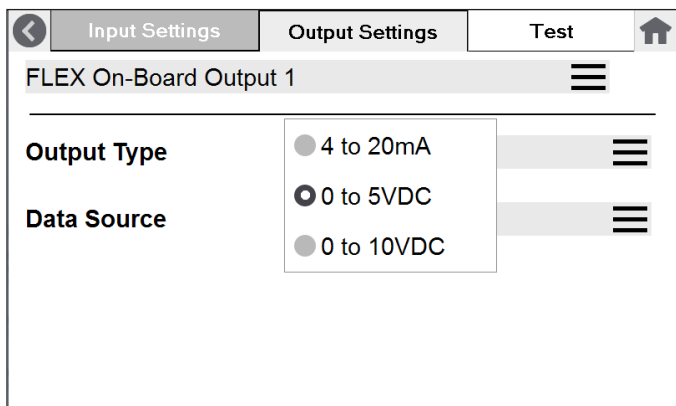 Input Settings Output Settings Test
FLEX On-Board Output 1
Output Type
4 to 20mA
0 to 5VDC
Data Source
0 to 10VDC